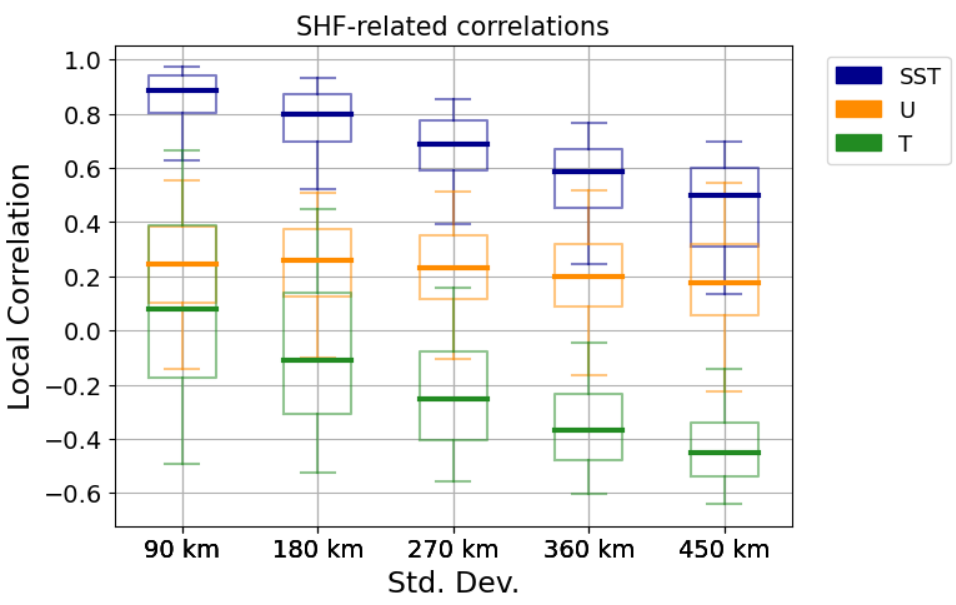 SHF-related correlations
SST
U
T
Local Correlation
1.0
0.8
0.6
0.4
0.2
0.0
−0.2
−0.4
−0.6
90 km 180 km 270 km 360 km 450 km
Std. Dev.